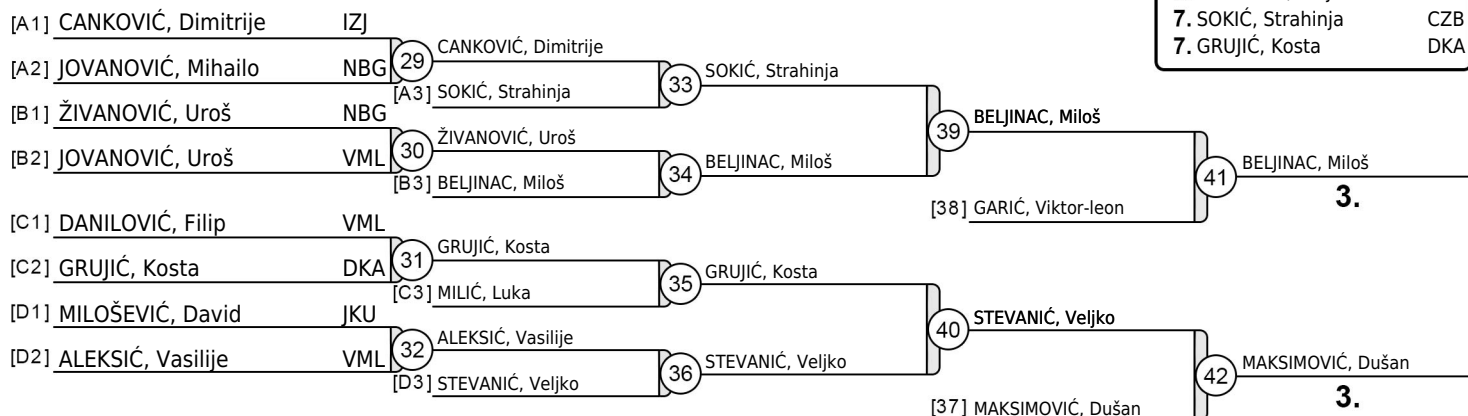 7. SOKIĆ, Strahinja CZB
7. GRUJIĆ, Kosta DKA
[A1] CANKOVIĆ, Dimitrije IZJ
[A2] JOVANOVIĆ, Mihailo NBG
29 CANKOVIĆ, Dimitrije
[A3] SOKIĆ, Strahinja
33 SOKIĆ, Strahinja
[B1] ŽIVANOVIĆ, Uroš NBG
[B2] JOVANOVIĆ, Uroš VML
30 ŽIVANOVIĆ, Uroš
[B3] BELJINAC, Miloš
34 BELJINAC, Miloš
39 BELJINAC, Miloš
[38] GARIĆ, Viktor-leon
41 BELJINAC, Miloš
3.
[C1] DANILOVIĆ, Filip VML
[C2] GRUJIĆ, Kosta DKA
31 GRUJIĆ, Kosta
[C3] MILIĆ, Luka
35 GRUJIĆ, Kosta
[D1] MILOŠEVIĆ, David JKU
[D2] ALEKSIĆ, Vasilije VML
32 ALEKSIĆ, Vasilije
[D3] STEVANIĆ, Veljko
36 STEVANIĆ, Veljko
40 STEVANIĆ, Veljko
[37] MAKSIMOVIĆ, Dušan
42 MAKSIMOVIĆ, Dušan
3.